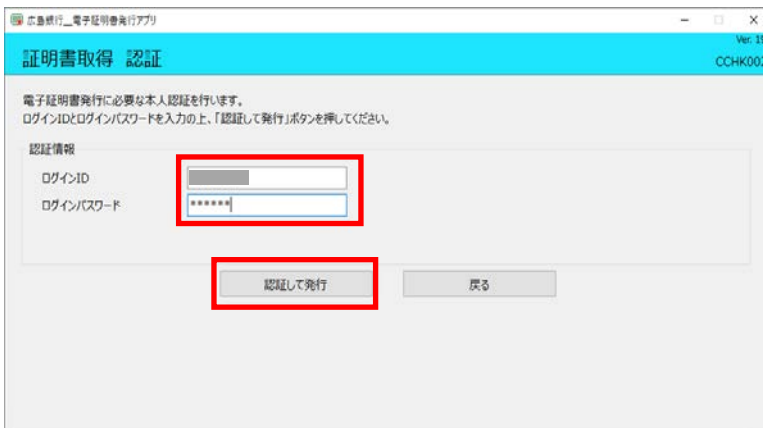 広島銀行_電子証明書発行アプリ
証明書取得 認証
CCHK002
電子証明書発行に必要な本人認証を行います。
ログインIDとログインパスワードを入力の上、「認証して発行」ボタンを押してください。
認証情報
ログインID
ログインパスワード
******
認証して発行
戻る